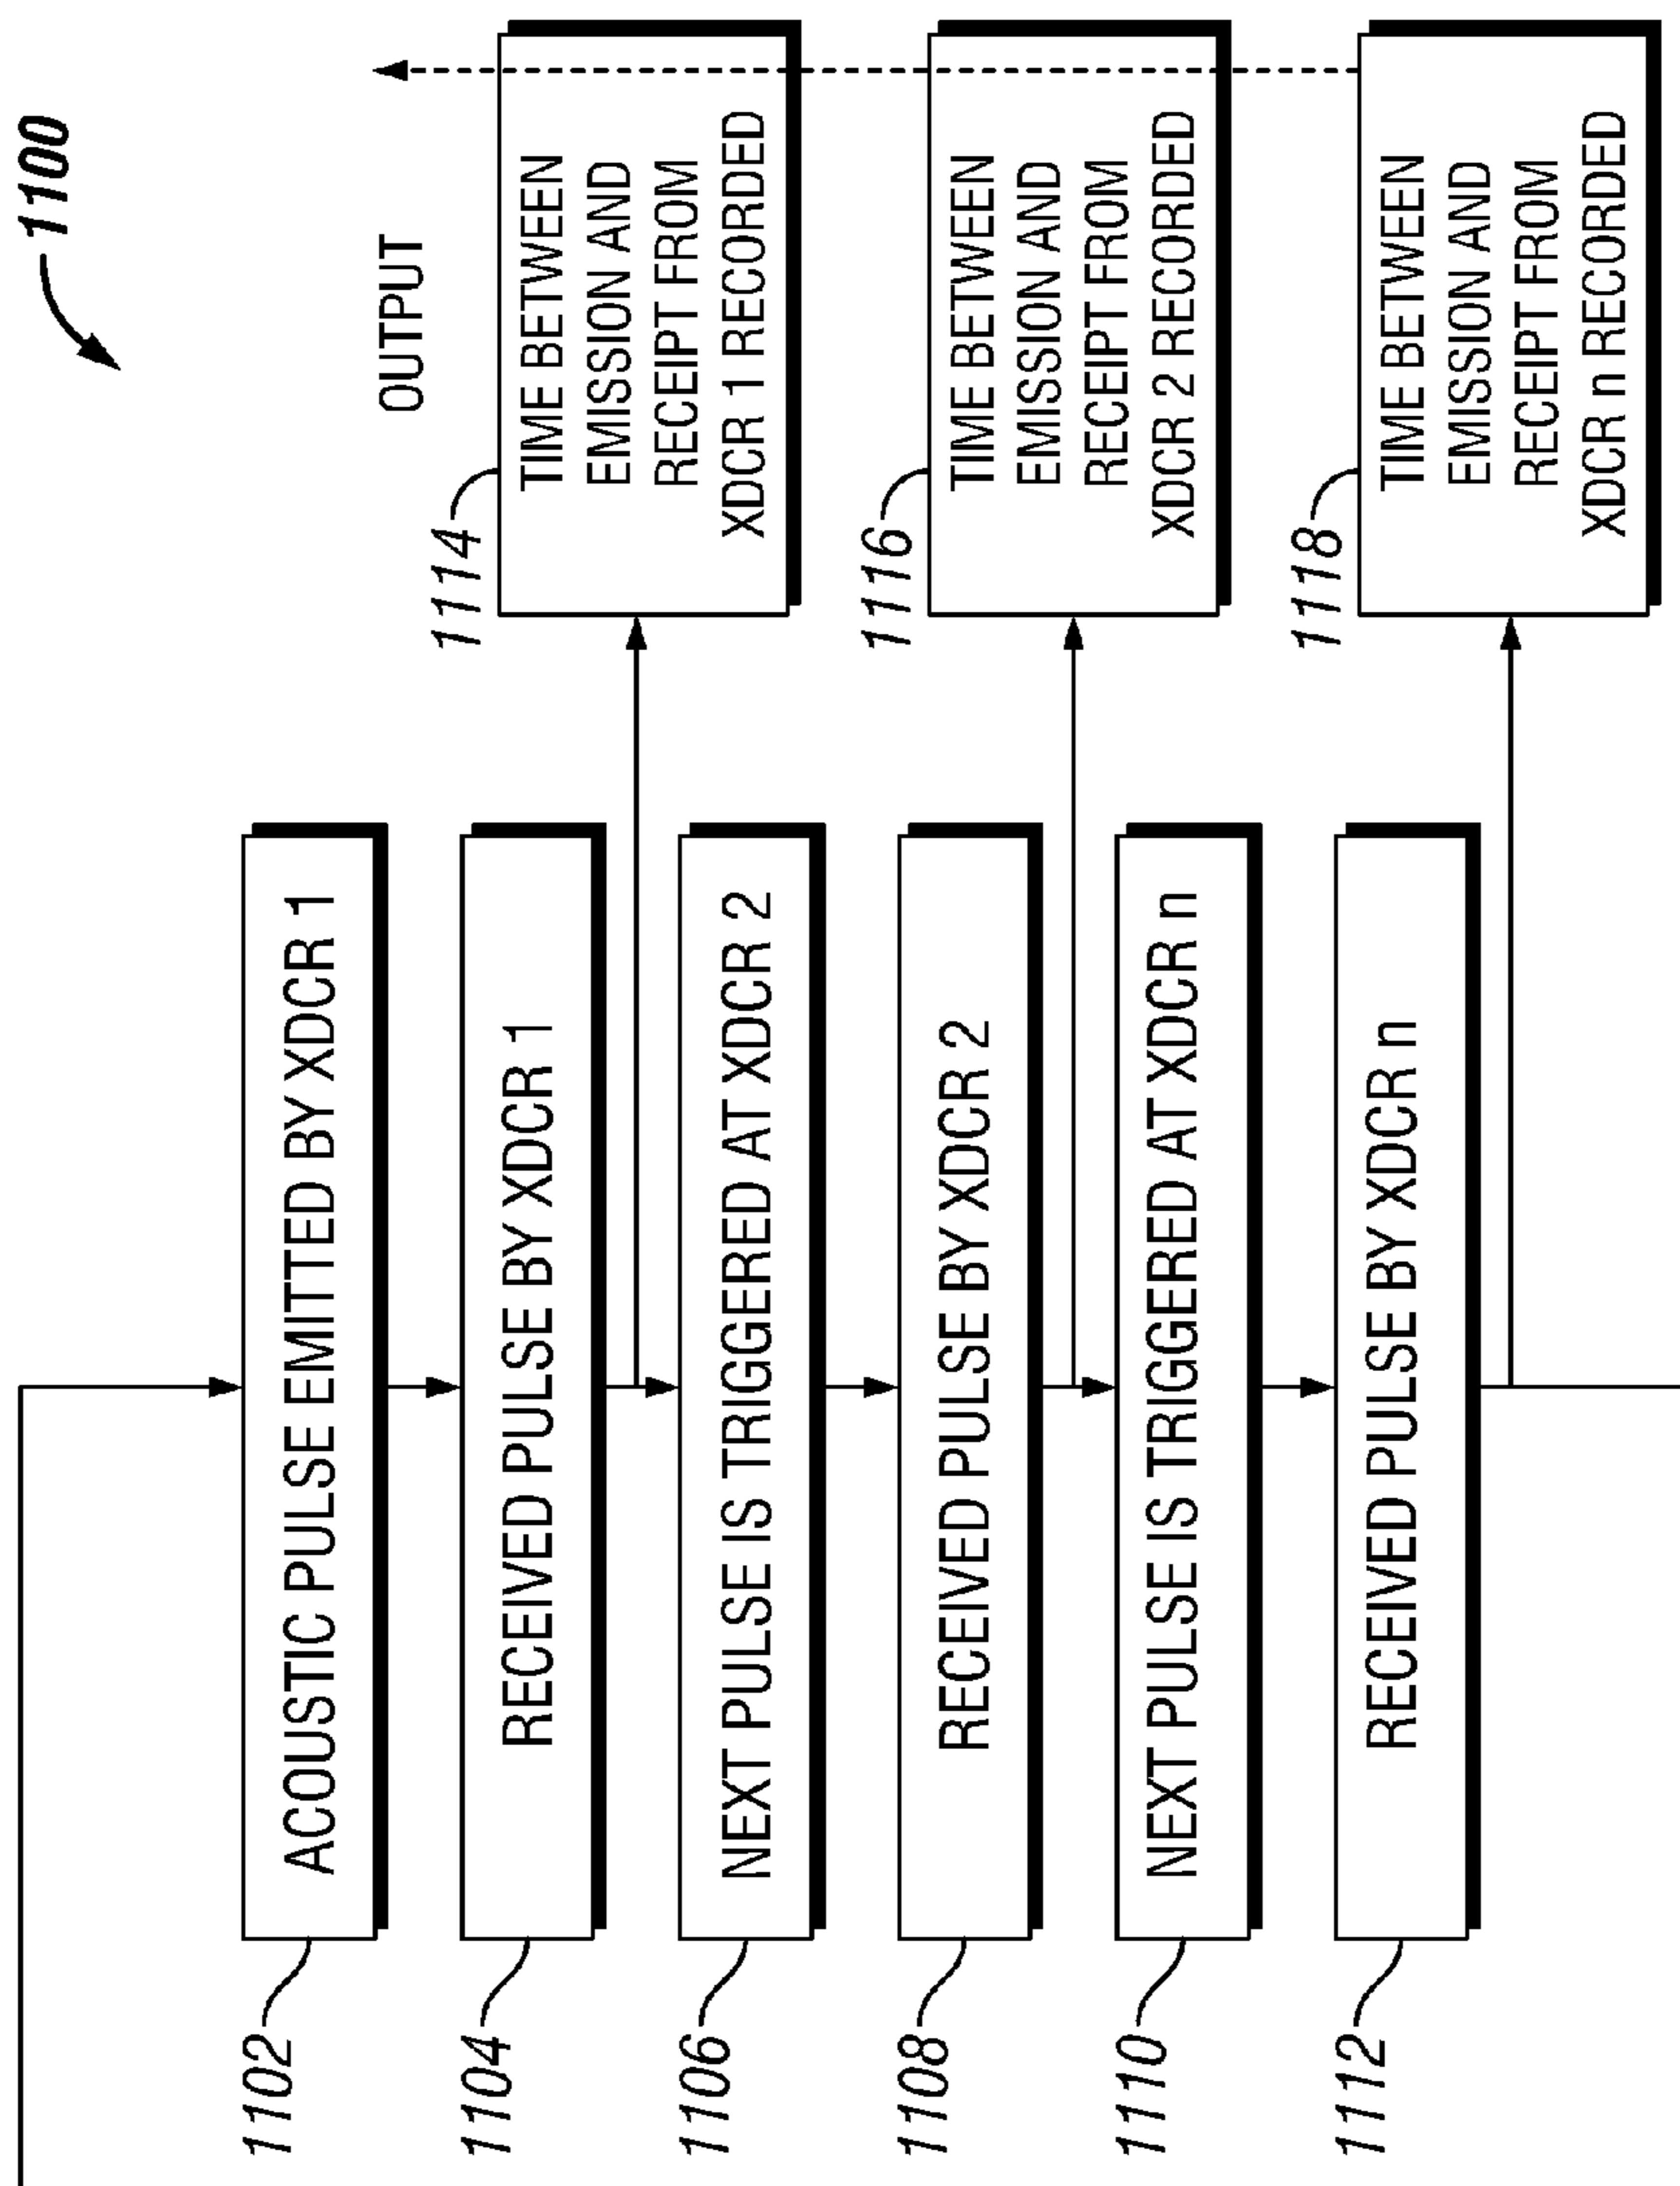 1100
1102
ACOUSTIC PULSE EMITTED BY XDCR 1
1104
RECEIVED PULSE BY XDCR 1
1106
NEXT PULSE IS TRIGGERED AT XDCR 2
1108
RECEIVED PULSE BY XDCR 2
1110
NEXT PULSE IS TRIGGERED AT XDCR n
1112
RECEIVED PULSE BY XDCR n
OUTPUT
1114
TIME BETWEEN
EMISSION AND
RECEIPT FROM
XDCR 1 RECORDED
1116
TIME BETWEEN
EMISSION AND
RECEIPT FROM
XDCR 2 RECORDED
1118
TIME BETWEEN
EMISSION AND
RECEIPT FROM
XDCR n RECORDED